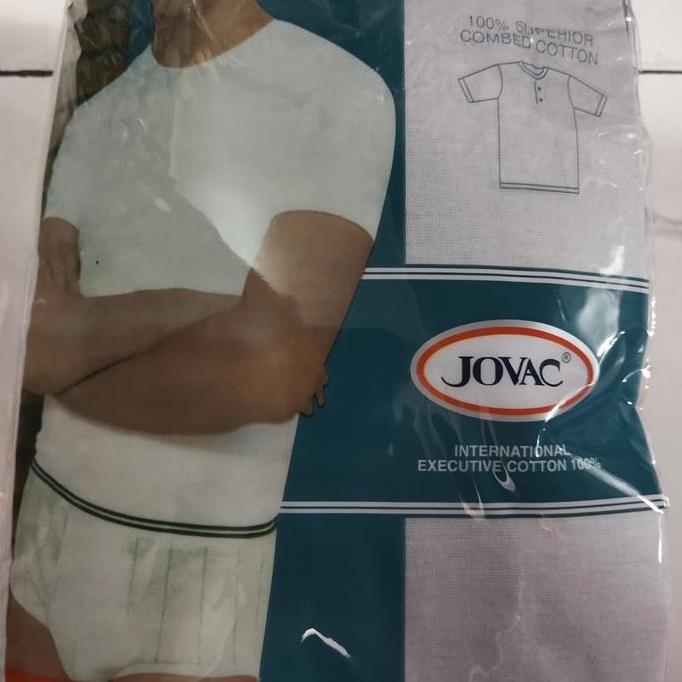 100% SUPERIOR
COMBED COTTON
JOVAC®
INTERNATIONAL
EXECUTIVE COTTON 100%